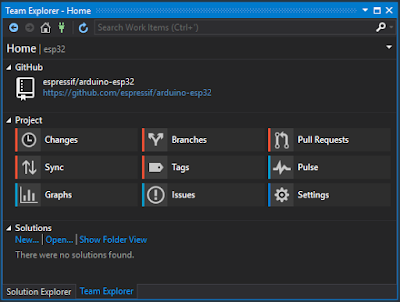 Team Explorer - Home
Search Work Items (Ctrl+')
Home | esp32
GitHub
espressif/arduino-esp32
https://github.com/espressif/arduino-esp32
Project
Changes
Branches
Pull Requests
Sync
Tags
Pulse
Graphs
Issues
Settings
Solutions
New... | Open... | Show Folder View
There were no solutions found.
Solution Explorer
Team Explorer